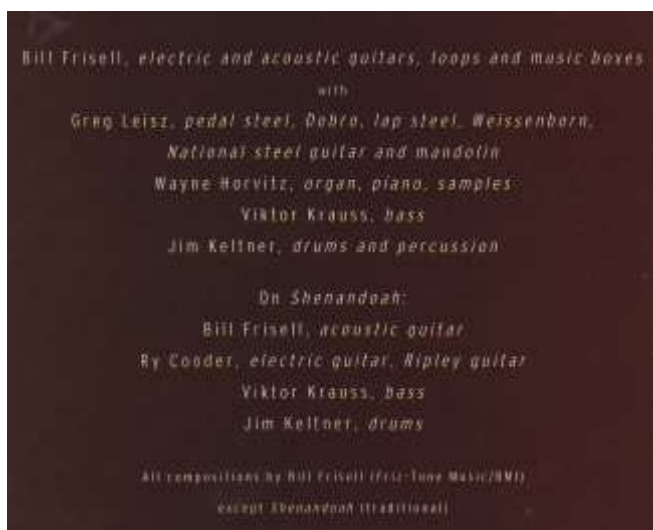 Bill Frisell, electric and acoustic guitars, loops and music boxes
with
Greg Leisz, pedal steel, Dobro, lap steel, Weissenborn,
National steel guitar and mandolin
Wayne Horvitz, organ, piano, samples
Viktor Krauss, bass
Jim Keltner, drums and percussion
On Shenandoah:
Bill Frisell, acoustic guitar
Ry Cooder, electric guitar, Ripley guitar
Viktor Krauss, bass
Jim Keltner, drums
All compositions by Bill Frisell (Friz-Tone Music/BMI)
except Shenandoah (traditional)